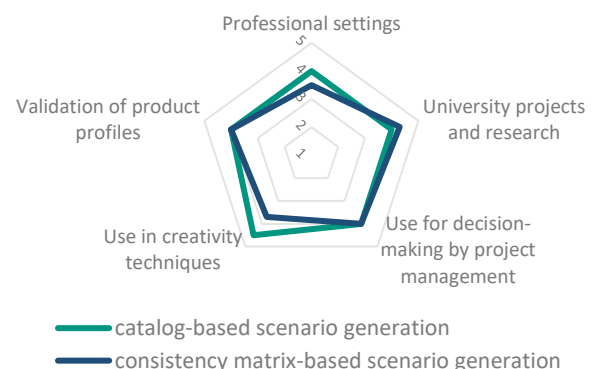 Professional settings
5
4
3
2
1
Validation of product
profiles
University projects
and research
Use in creativity
techniques
Use for decision-
making by project
management
catalog-based scenario generation
consistency matrix-based scenario generation